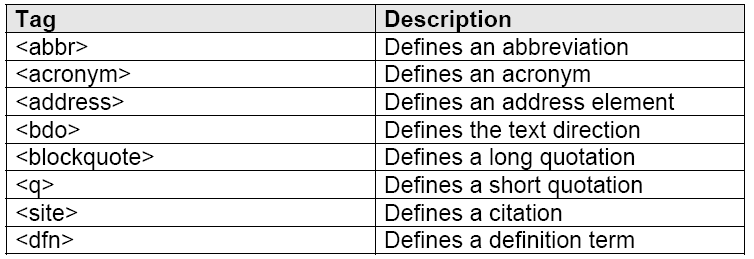 Tag Description
<abbr> Defines an abbreviation
<acronym> Defines an acronym
<address> Defines an address element
<bdo> Defines the text direction
<blockquote> Defines a long quotation
<q> Defines a short quotation
<site> Defines a citation
<dfn> Defines a definition term